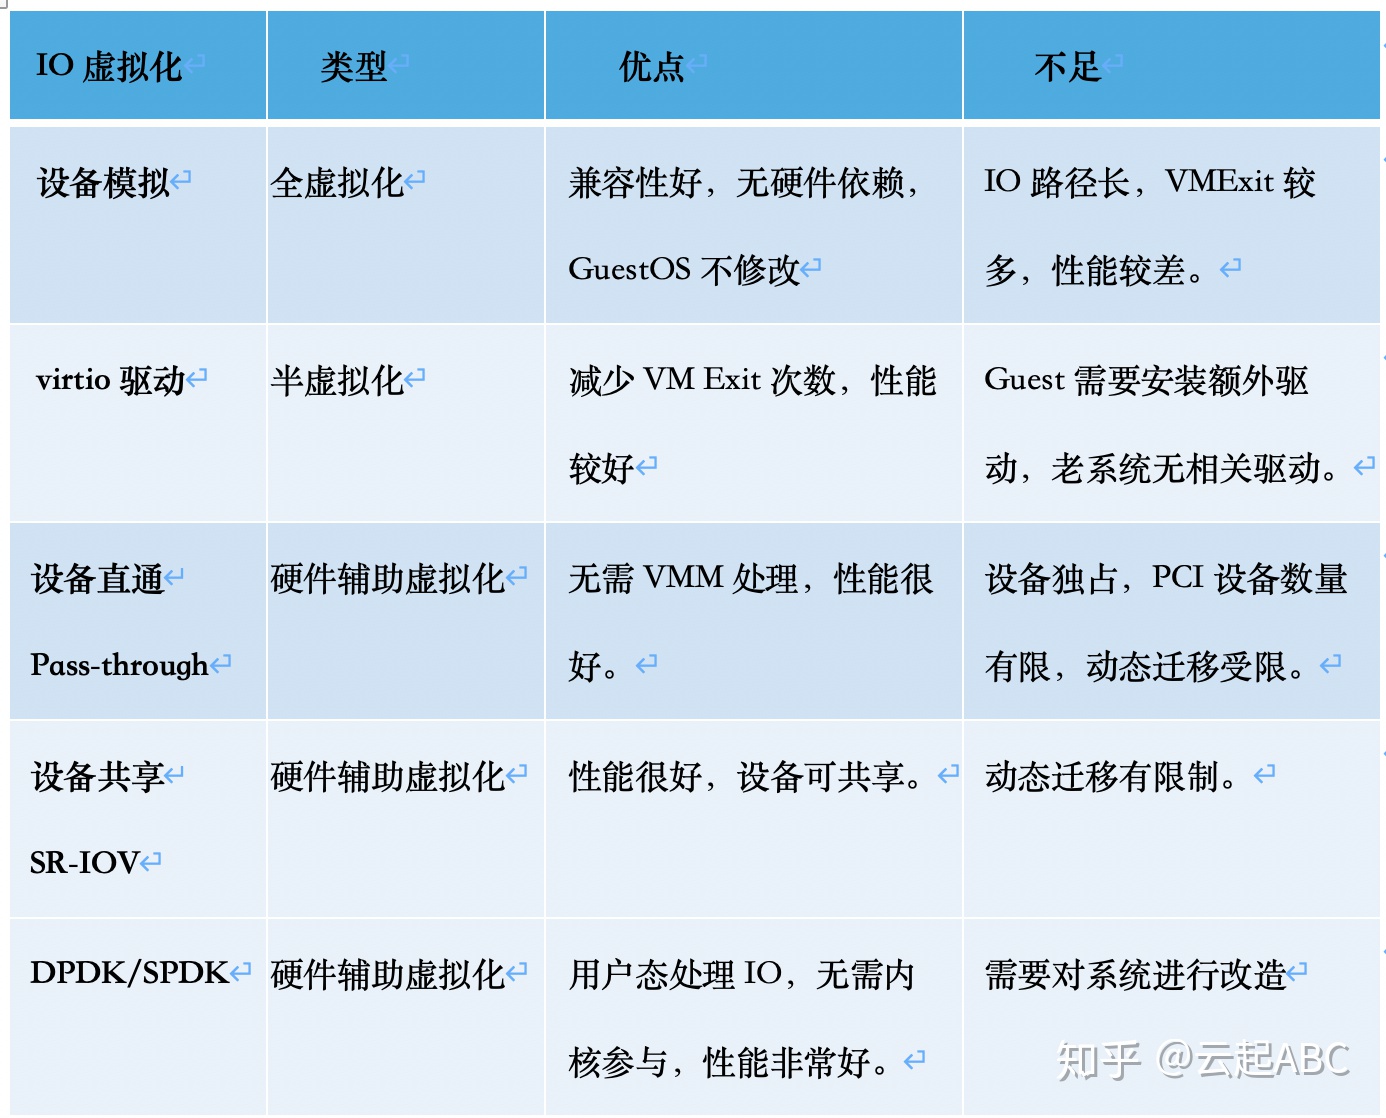 IO 虚拟化
类型
优点
不足
设备模拟
全虚拟化
兼容性好，无硬件依赖，
GuestOS 不修改
IO 路径长，VMExit 较
多，性能较差。
virtio 驱动
半虚拟化
减少 VM Exit 次数，性能
较好
Guest 需要安装额外驱
动，老系统无相关驱动。
设备直通
Pass-through
硬件辅助虚拟化
无需 VMM 处理，性能很
好。
设备独占，PCI 设备数量
有限，动态迁移受限。
设备共享
SR-IOV
硬件辅助虚拟化
性能很好，设备可共享。
动态迁移有限制。
DPDK/SPDK
硬件辅助虚拟化
用户态处理 IO，无需内
核参与，性能非常好。
需要对系统进行改造
知乎 @云起ABC